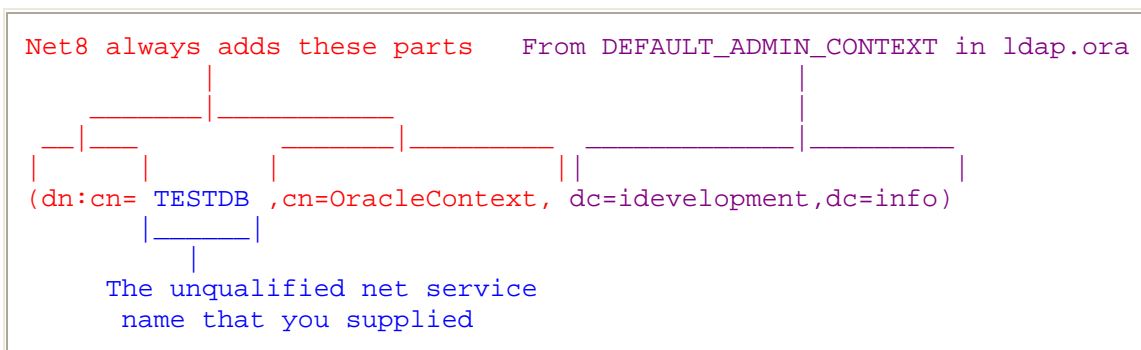 Net8 always adds these parts   From DEFAULT_ADMIN_CONTEXT in ldap.ora
(dn:cn= TESTDB ,cn=OracleContext, dc=idevelopment,dc=info)
The unqualified net service
name that you supplied